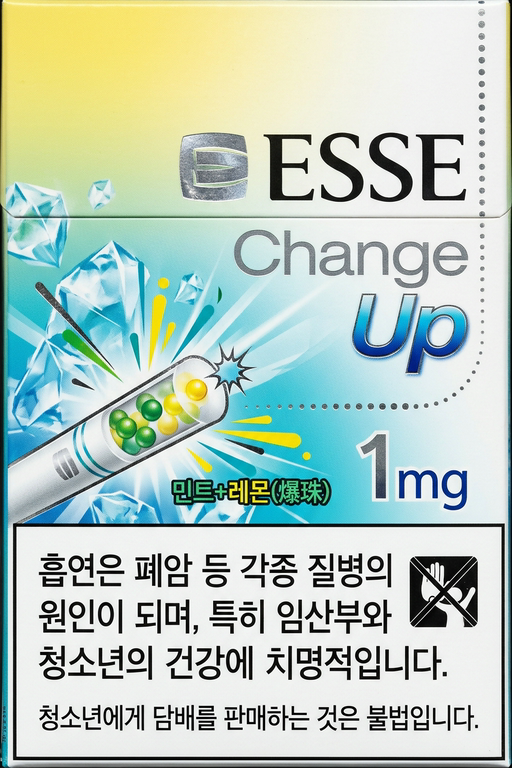 ESSE
Change
Up
1mg
민트+레몬(爆珠)
흡연은 폐암 등 각종 질병의
원인이 되며, 특히 임산부와
청소년의 건강에 치명적입니다.
청소년에게 담배를 판매하는 것은 불법입니다.